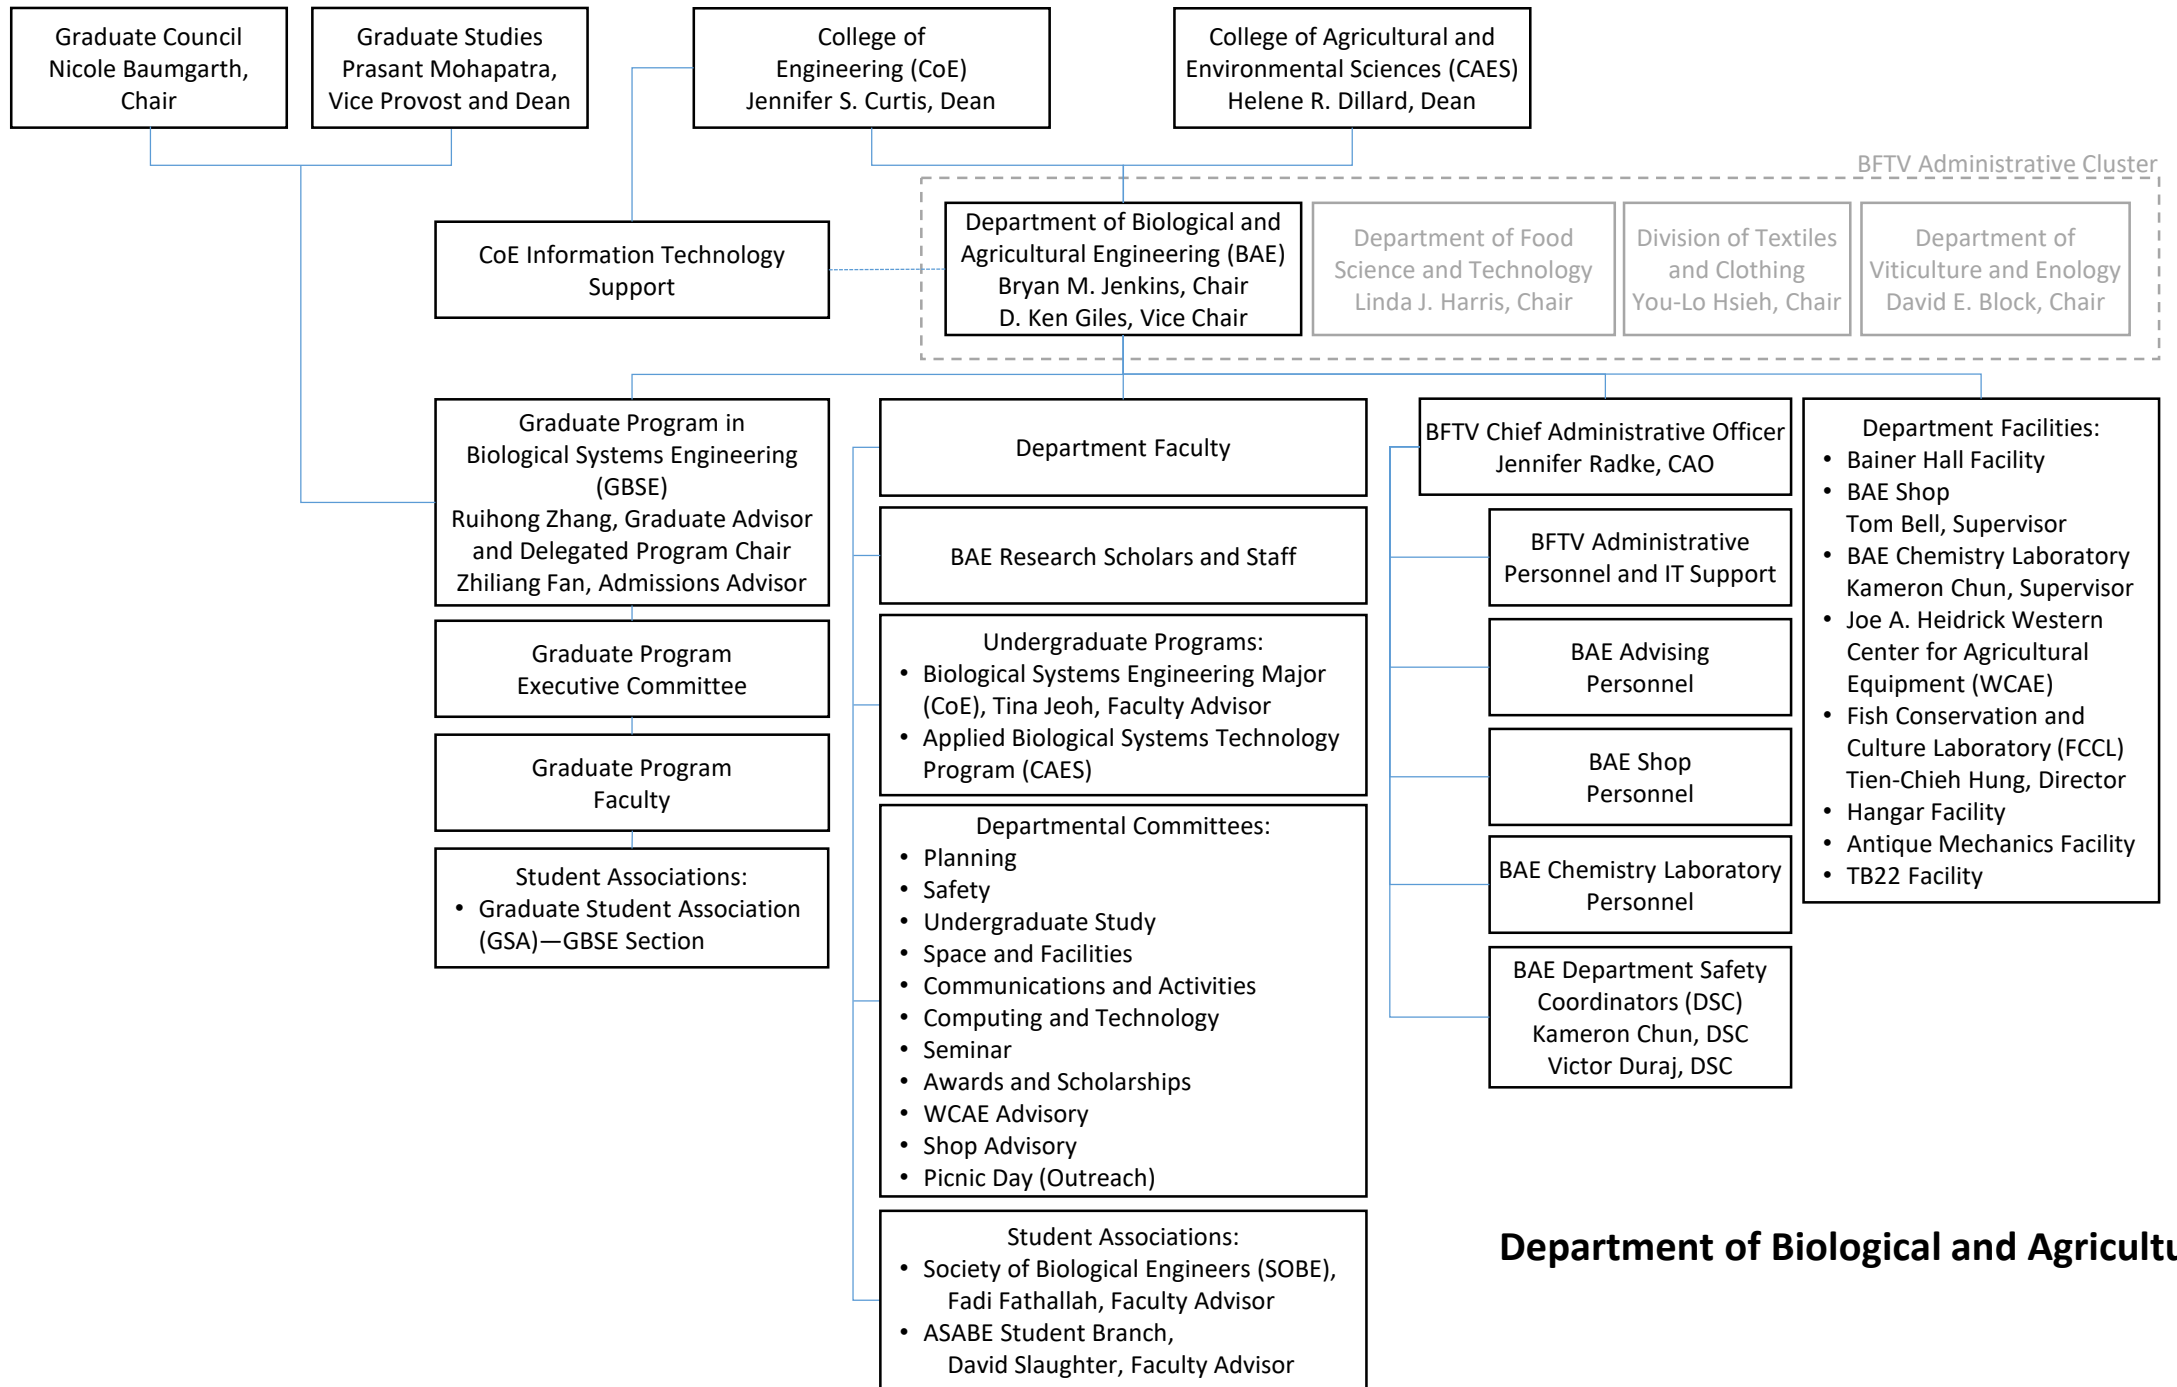 Graduate Council
Nicole Baumgarth,
Chair
Graduate Studies
Prasant Mohapatra,
Vice Provost and Dean
College of
Engineering (CoE)
Jennifer S. Curtis, Dean
College of Agricultural and
Environmental Sciences (CAES)
Helene R. Dillard, Dean
BFTV Administrative Cluster
CoE Information Technology
Support
Department of Biological and
Agricultural Engineering (BAE)
Bryan M. Jenkins, Chair
D. Ken Giles, Vice Chair
Department of Food
Science and Technology
Linda J. Harris, Chair
Division of Textiles
and Clothing
You-Lo Hsieh, Chair
Department of
Viticulture and Enology
David E. Block, Chair
Graduate Program in
Biological Systems Engineering
(GBSE)
Ruihong Zhang, Graduate Advisor
and Delegated Program Chair
Zhiliang Fan, Admissions Advisor
Graduate Program
Executive Committee
Graduate Program
Faculty
Student Associations:
• Graduate Student Association
(GSA)—GBSE Section
Department Faculty
BAE Research Scholars and Staff
Undergraduate Programs:
• Biological Systems Engineering Major
(CoE), Tina Jeoh, Faculty Advisor
• Applied Biological Systems Technology
Program (CAES)
Departmental Committees:
• Planning
• Safety
• Undergraduate Study
• Space and Facilities
• Communications and Activities
• Computing and Technology
• Seminar
• Awards and Scholarships
• WCAE Advisory
• Shop Advisory
• Picnic Day (Outreach)
Student Associations:
• Society of Biological Engineers (SOBE),
Fadi Fathallah, Faculty Advisor
• ASABE Student Branch,
David Slaughter, Faculty Advisor
BFTV Chief Administrative Officer
Jennifer Radke, CAO
BFTV Administrative
Personnel and IT Support
BAE Advising
Personnel
BAE Shop
Personnel
BAE Chemistry Laboratory
Personnel
BAE Department Safety
Coordinators (DSC)
Kameron Chun, DSC
Victor Duraj, DSC
Department Facilities:
• Bainer Hall Facility
• BAE Shop
Tom Bell, Supervisor
• BAE Chemistry Laboratory
Kameron Chun, Supervisor
• Joe A. Heidrick Western
Center for Agricultural
Equipment (WCAE)
• Fish Conservation and
Culture Laboratory (FCCL)
Tien-Chieh Hung, Director
• Hangar Facility
• Antique Mechanics Facility
• TB22 Facility
Department of Biological and